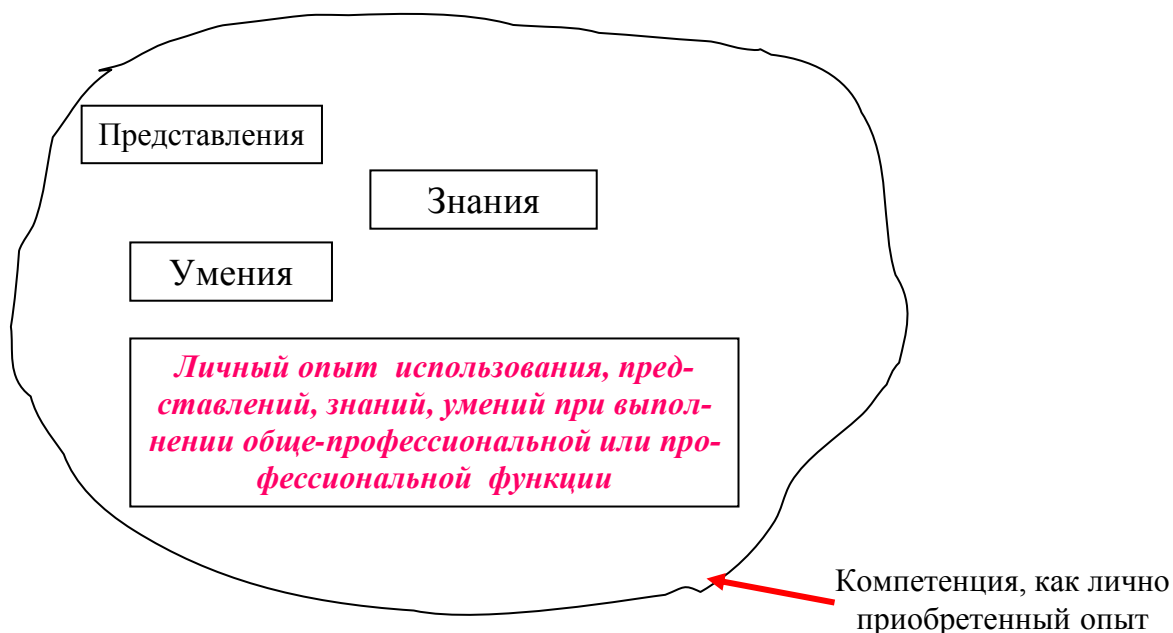 Представления
Знания
Умения
Личный опыт использования, пред-
ставлений, знаний, умений при выпол-
нении обще-профессиональной или про-
фессиональной функции
Компетенция, как лично
приобретенный опыт